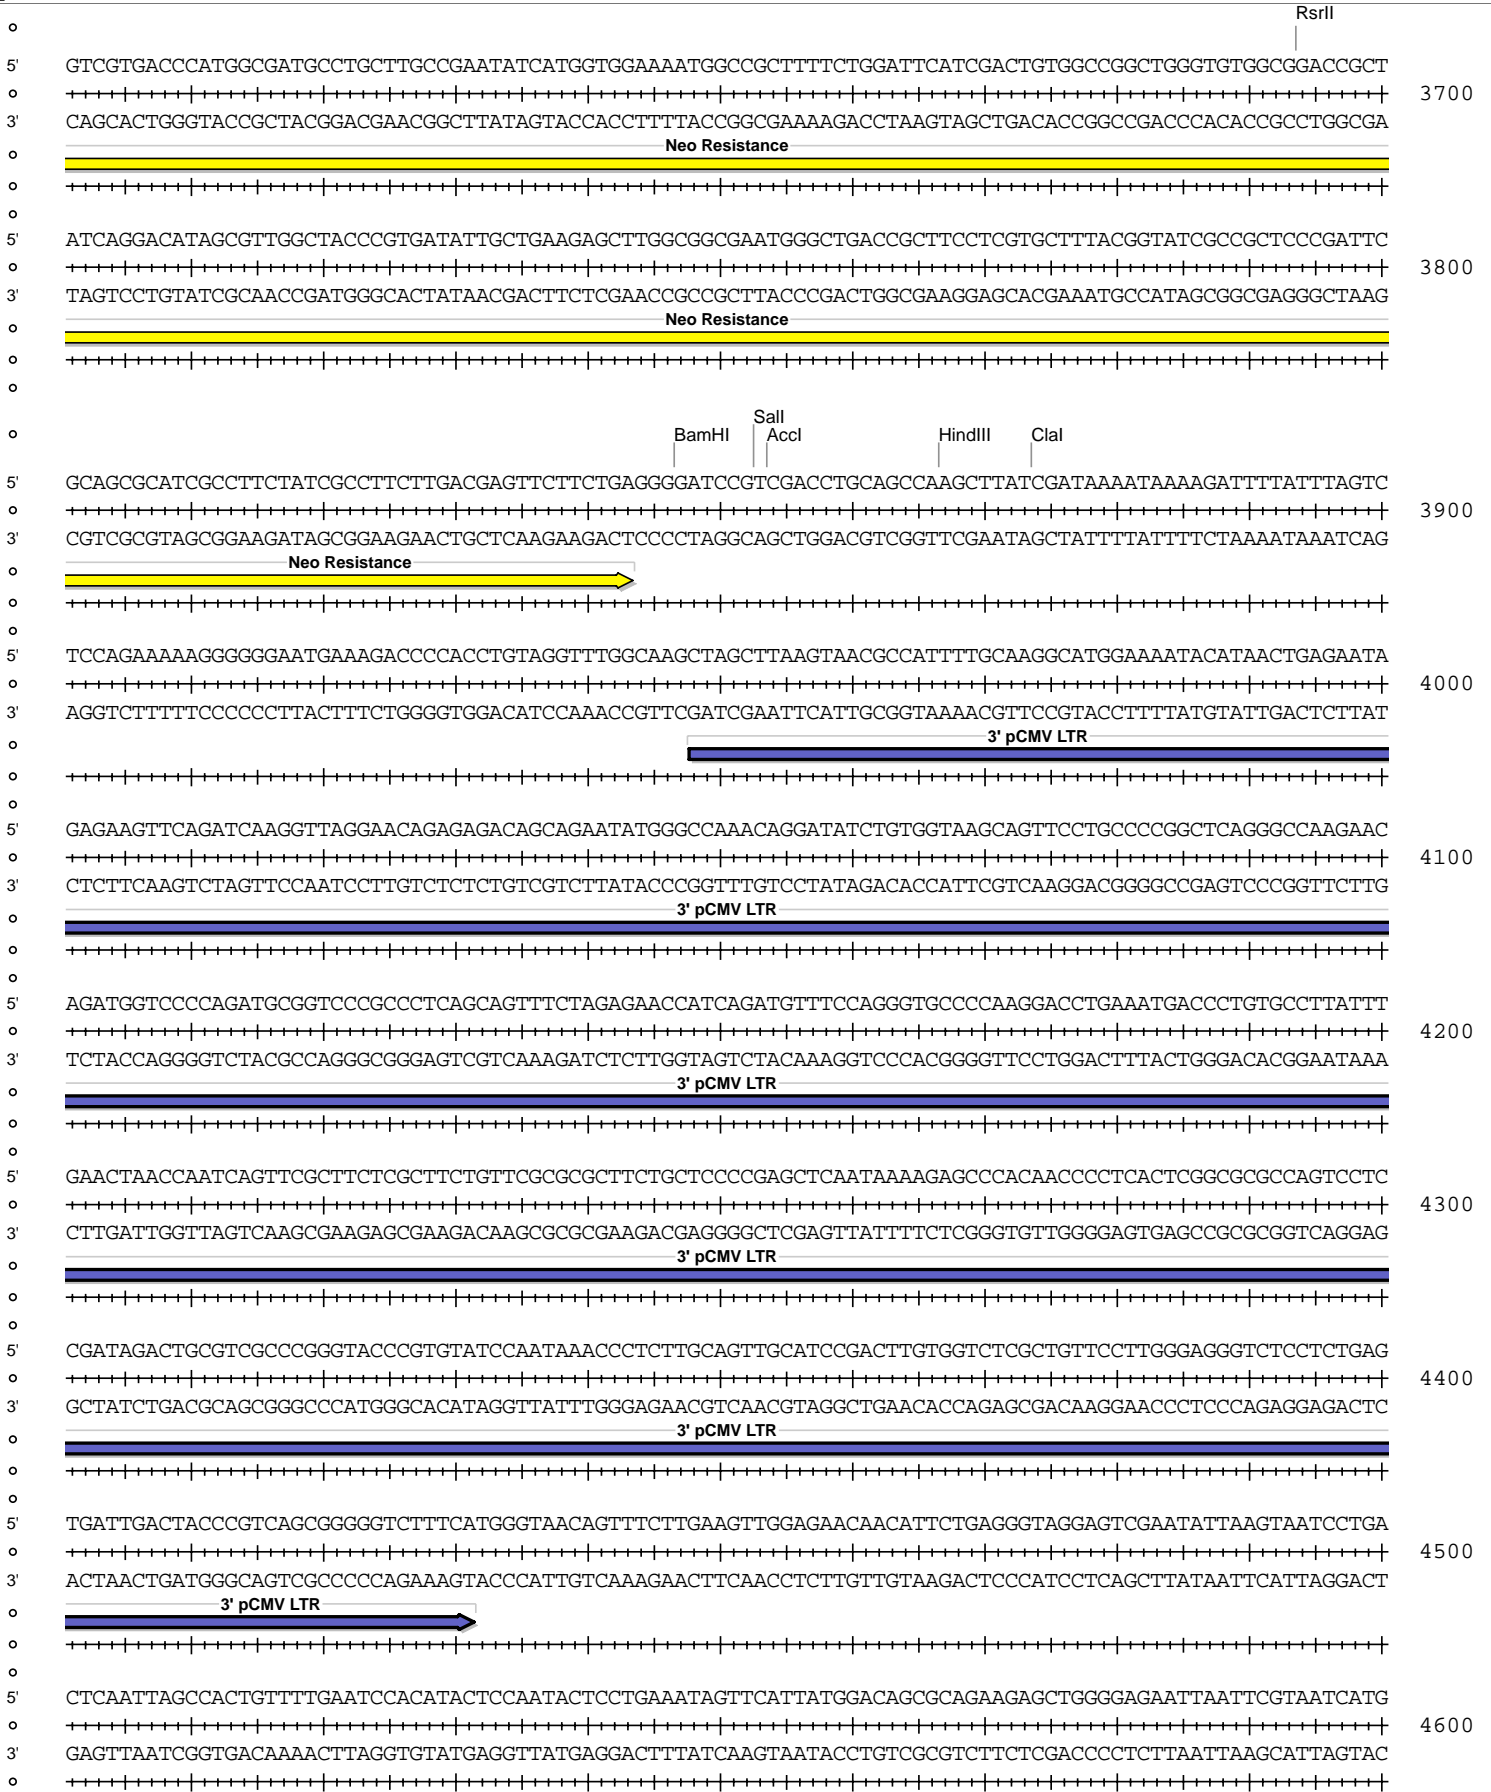 RsrII
5' GTCGTGACCCATGGCGATGCCTGCTTGCCGAATATCATGGTGGAAAATGGCCGCTTTTCTGGATTCATCGACTGTGGCCGGCTGGGTGTGGCGGACCGCT
3700
3' CAGCACTGGGTACCGCTACGGACGAACGGCTTATAGTACCACCTTTTACCGGCGAAAAGACCTAAGTAGCTGACACCGGCCGACCCACACCGCCTGGCGA
Neo Resistance
5' ATCAGGACATAGCGTTGGCTACCCGTGATATTGCTGAAGAGCTTGGCGGCGAATGGGCTGACCGCTTCCTCGTGCTTTACGGTATCGCCGCTCCCGATTC
3800
3' TAGTCCTGTATCGCAACCGATGGGCACTATAACGACTTCTCGAACCGCCGCTTACCCGACTGGCGAAGGAGCACGAAATGCCATAGCGGCGAGGGCTAAG
Neo Resistance
SalI
BamHI AccI HindIII ClaI
5' GCAGCGCATCGCCTTCTATCGCCTTCTTGACGAGTTCTTCTGAGGGGATCCGTCGACCTGCAGCCAAGCTTATCGATAAAATAAAAGATTTTATTTAGTC
3900
3' CGTCGCGTAGCGGAAGATAGCGGAAGAACTGCTCAAGAAGACTCCCCTAGGCAGCTGGACGTCGGTTCGAATAGCTATTTTATTTTCTAAAATAAATCAG
Neo Resistance
5' TCCAGAAAAAGGGGGGAATGAAAGACCCCACCTGTAGGTTTGGCAAGCTAGCTTAAGTAACGCCATTTTGCAAGGCATGGAAAATACATAACTGAGAATA
4000
3' AGGTCTTTTTCCCCCCTTACTTTCTGGGGTGGACATCCAAACCGTTCGATCGAATTCATTGCGGTAAAACGTTCCGTACCTTTTATGTATTGACTCTTAT
3' pCMV LTR
5' GAGAAGTTCAGATCAAGGTTAGGAACAGAGAGACAGCAGAATATGGGCCAAACAGGATATCTGTGGTAAGCAGTTCCTGCCCCGGCTCAGGGCCAAGAAC
4100
3' CTCTTCAAGTCTAGTTCCAATCCTTGTCTCTCTGTCGTCTTATACCCGGTTTGTCCTATAGACACCATTCGTCAAGGACGGGGCCGAGTCCCGGTTCTTG
3' pCMV LTR
5' AGATGGTCCCCAGATGCGGTCCCGCCCTCAGCAGTTTCTAGAGAACCATCAGATGTTTCCAGGGTGCCCCAAGGACCTGAAATGACCCTGTGCCTTATTT
4200
3' TCTACCAGGGGTCTACGCCAGGGCGGGAGTCGTCAAAGATCTCTTGGTAGTCTACAAAGGTCCCACGGGGTTCCTGGACTTTACTGGGACACGGAATAAA
3' pCMV LTR
5' GAACTAACCAATCAGTTCGCTTCTCGCTTCTGTTCGCGCGCTTCTGCTCCCCGAGCTCAATAAAAGAGCCCACAACCCCTCACTCGGCGCGCCAGTCCTC
4300
3' CTTGATTGGTTAGTCAAGCGAAGAGCGAAGACAAGCGCGCGAAGACGAGGGGCTCGAGTTATTTTCTCGGGTGTTGGGGAGTGAGCCGCGCGGTCAGGAG
3' pCMV LTR
5' CGATAGACTGCGTCGCCCGGGTACCCGTGTATCCAATAAACCCTCTTGCAGTTGCATCCGACTTGTGGTCTCGCTGTTCCTTGGGAGGGTCTCCTCTGAG
4400
3' GCTATCTGACGCAGCGGGCCCATGGGCACATAGGTTATTTGGGAGAACGTCAACGTAGGCTGAACACCAGAGCGACAAGGAACCCTCCCAGAGGAGACTC
3' pCMV LTR
5' TGATTGACTACCCGTCAGCGGGGGTCTTTCATGGGTAACAGTTTCTTGAAGTTGGAGAACAACATTCTGAGGGTAGGAGTCGAATATTAAGTAATCCTGA
4500
3' ACTAACTGATGGGCAGTCGCCCCCAGAAAGTACCCATTGTCAAAGAACTTCAACCTCTTGTTGTAAGACTCCCATCCTCAGCTTATAATTCATTAGGACT
3' pCMV LTR
5' CTCAATTAGCCACTGTTTTGAATCCACATACTCCAATACTCCTGAAATAGTTCATTATGGACAGCGCAGAAGAGCTGGGGAGAATTAATTCGTAATCATG
4600
3' GAGTTAATCGGTGACAAAACTTAGGTGTATGAGGTTATGAGGACTTTATCAAGTAATACCTGTCGCGTCTTCTCGACCCCTCTTAATTAAGCATTAGTAC